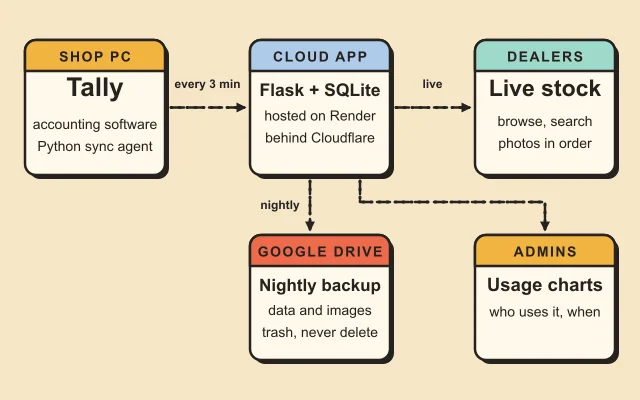 SHOP PC
Tally
accounting software
Python sync agent
every 3 min
CLOUD APP
Flask + SQLite
hosted on Render
behind Cloudflare
live
DEALERS
Live stock
browse, search
photos in order
nightly
GOOGLE DRIVE
Nightly backup
data and images
trash, never delete
ADMINS
Usage charts
who uses it, when